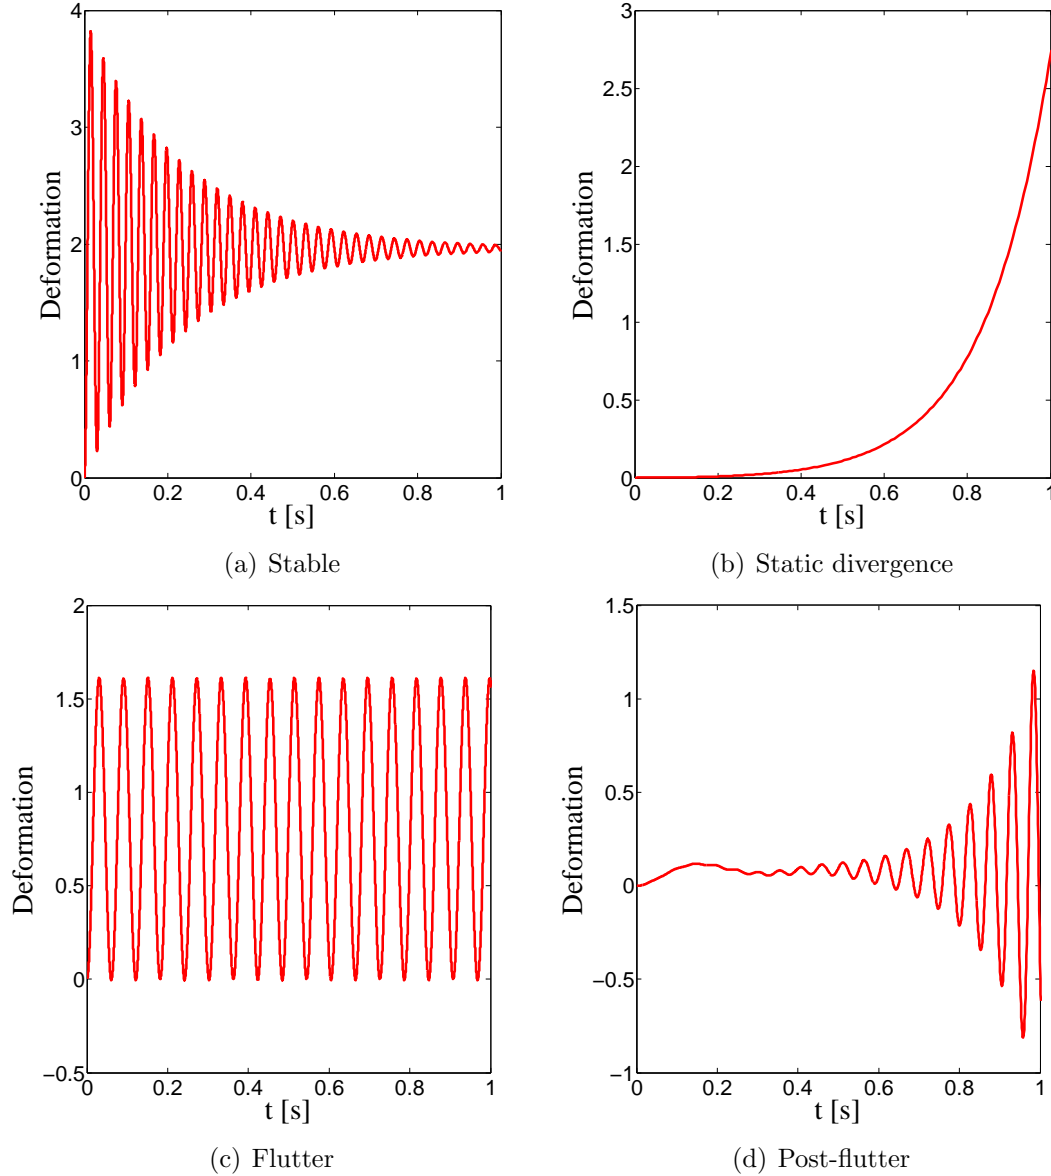 4
3
2
1
0
Deformation
0 0.2 0.4 0.6 0.8 1
t [s]
(a) Stable
3
2.5
2
1.5
1
0.5
0
Deformation
0 0.2 0.4 0.6 0.8 1
t [s]
(b) Static divergence
2
1.5
1
0.5
0
−0.5
Deformation
0 0.2 0.4 0.6 0.8 1
t [s]
(c) Flutter
1.5
1
0.5
0
−0.5
−1
Deformation
0 0.2 0.4 0.6 0.8 1
t [s]
(d) Post-flutter